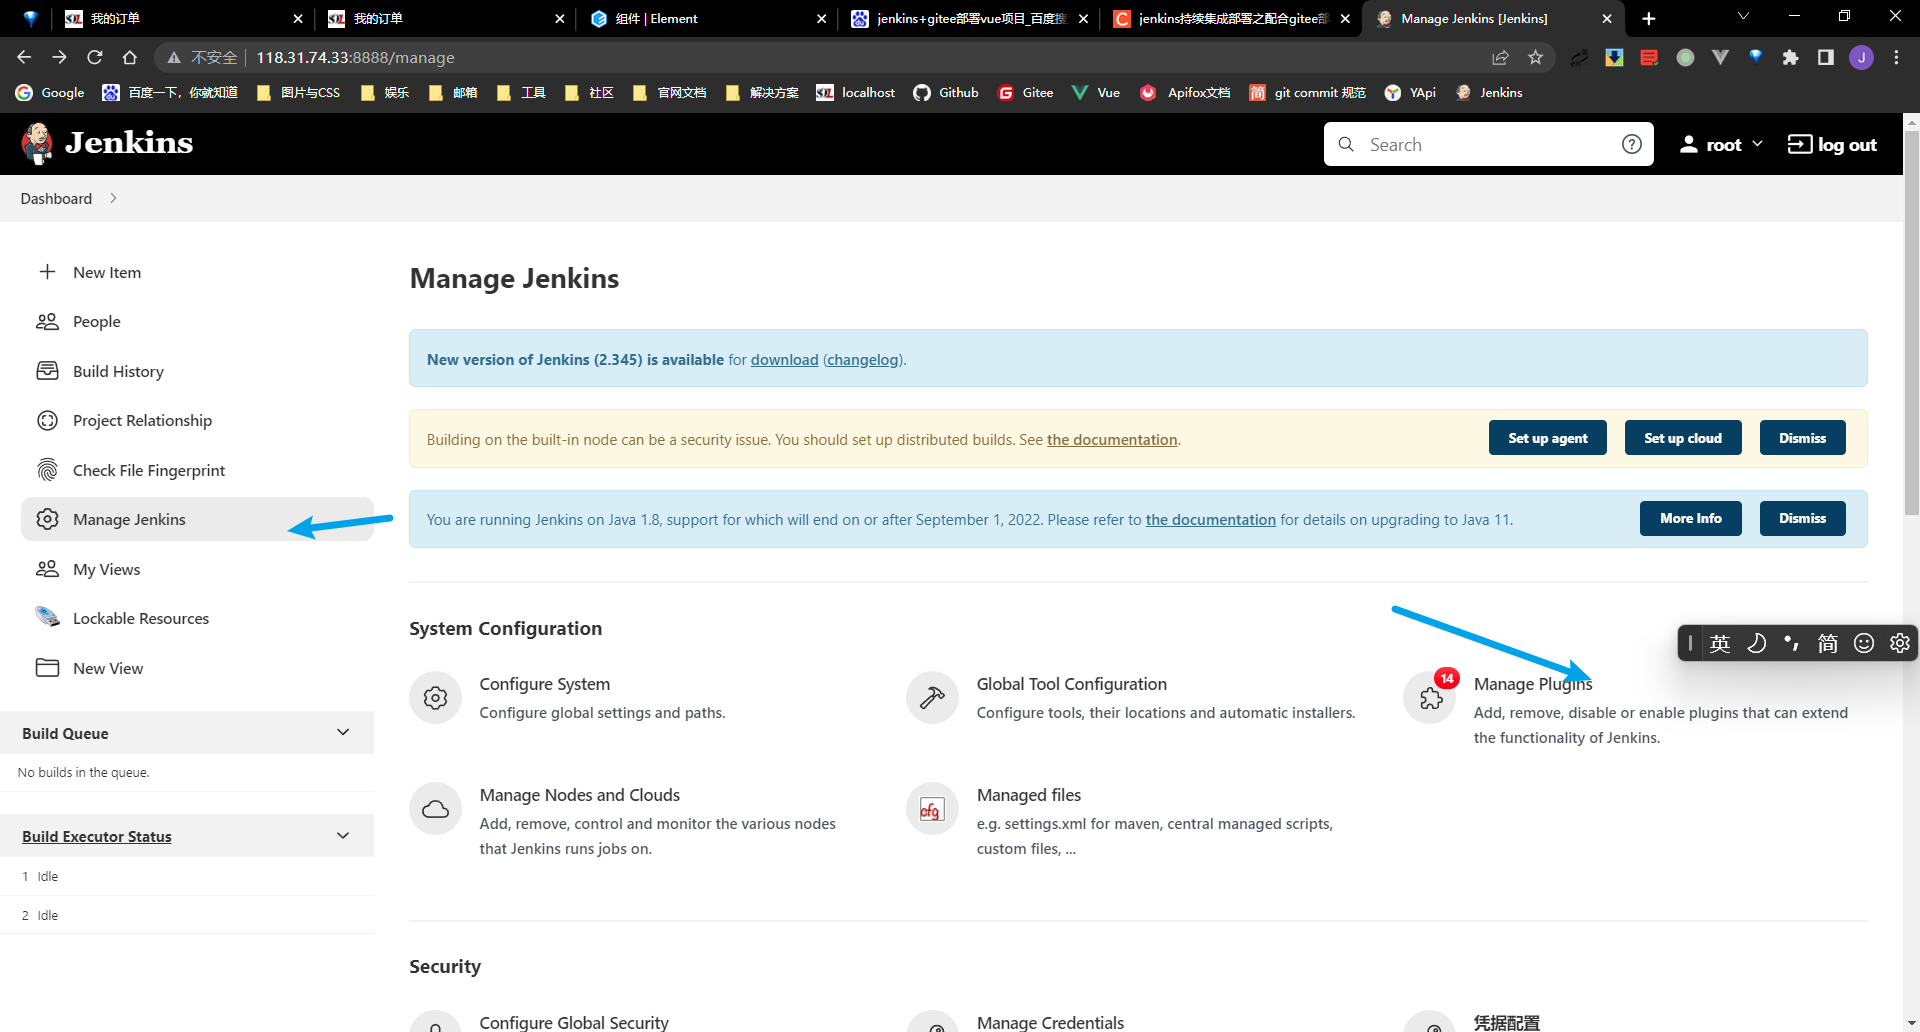 我的订单
我的订单
组件 | Element
jenkins+gitee部署vue项目_百度搜
jenkins持续集成部署之配合gitee部
Manage Jenkins [Jenkins]
不安全 118.31.74.33:8888/manage
J
Google
百度一下，你就知道
图片与CSS
娱乐
邮箱
工具
社区
官网文档
解决方案
localhost
Github
Gitee
Vue
Apifox文档
git commit 规范
YApi
Jenkins
Jenkins
Search
root
log out
Dashboard
New Item
People
Build History
Project Relationship
Check File Fingerprint
Manage Jenkins
My Views
Lockable Resources
New View
Build Queue
No builds in the queue.
Build Executor Status
1 Idle
2 Idle
Manage Jenkins
New version of Jenkins (2.345) is available for download (changelog).
Building on the built-in node can be a security issue. You should set up distributed builds. See the documentation.
Set up agent
Set up cloud
Dismiss
You are running Jenkins on Java 1.8, support for which will end on or after September 1, 2022. Please refer to the documentation for details on upgrading to Java 11.
More Info
Dismiss
System Configuration
Configure System
Configure global settings and paths.
Global Tool Configuration
Configure tools, their locations and automatic installers.
14
Manage Plugins
Add, remove, disable or enable plugins that can extend
the functionality of Jenkins.
英 简
Manage Nodes and Clouds
Add, remove, control and monitor the various nodes
that Jenkins runs jobs on.
cfg
Managed files
e.g. settings.xml for maven, central managed scripts,
custom files, ...
Security
Configure Global Security
Manage Credentials
凭据配置